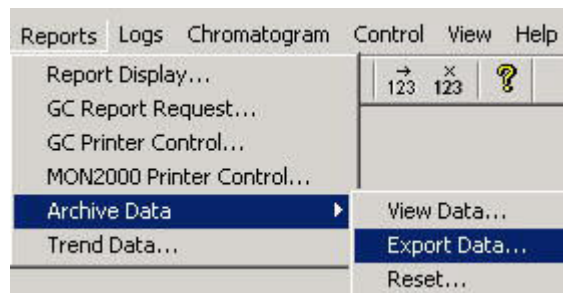 Reports Logs Chromatogram Control View Help
Report Display...
GC Report Request...
GC Printer Control...
MON2000 Printer Control...
Archive Data
Trend Data...
→ 123 × 123 ?
View Data...
Export Data...
Reset...